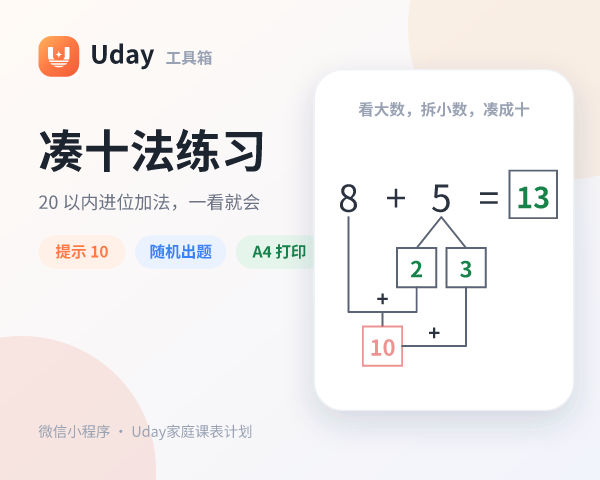 Uday 工具箱
凑十法练习
20 以内进位加法，一看就会
提示 10
随机出题
A4 打印
微信小程序 · Uday家庭课表计划
看大数，拆小数，凑成十
8 + 5 = 13
2 3
+
+
10